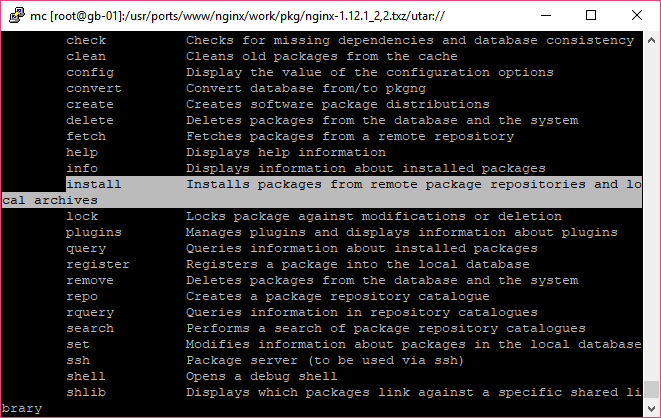 mc [root@gb-01]:/usr/ports/www/nginx/work/pkg/nginx-1.12.1_2,2.txz/utar://
check Checks for missing dependencies and database consistency
clean Cleans old packages from the cache
config Display the value of the configuration options
convert Convert database from/to pkgng
create Creates software package distributions
delete Deletes packages from the database and the system
fetch Fetches packages from a remote repository
help Displays help information
info Displays information about installed packages
install Installs packages from remote package repositories and lo
cal archives
lock Locks package against modifications or deletion
plugins Manages plugins and displays information about plugins
query Queries information about installed packages
register Registers a package into the local database
remove Deletes packages from the database and the system
repo Creates a package repository catalogue
rquery Queries information in repository catalogues
search Performs a search of package repository catalogues
set Modifies information about packages in the local database
ssh Package server (to be used via ssh)
shell Opens a debug shell
shlib Displays which packages link against a specific shared li
brary